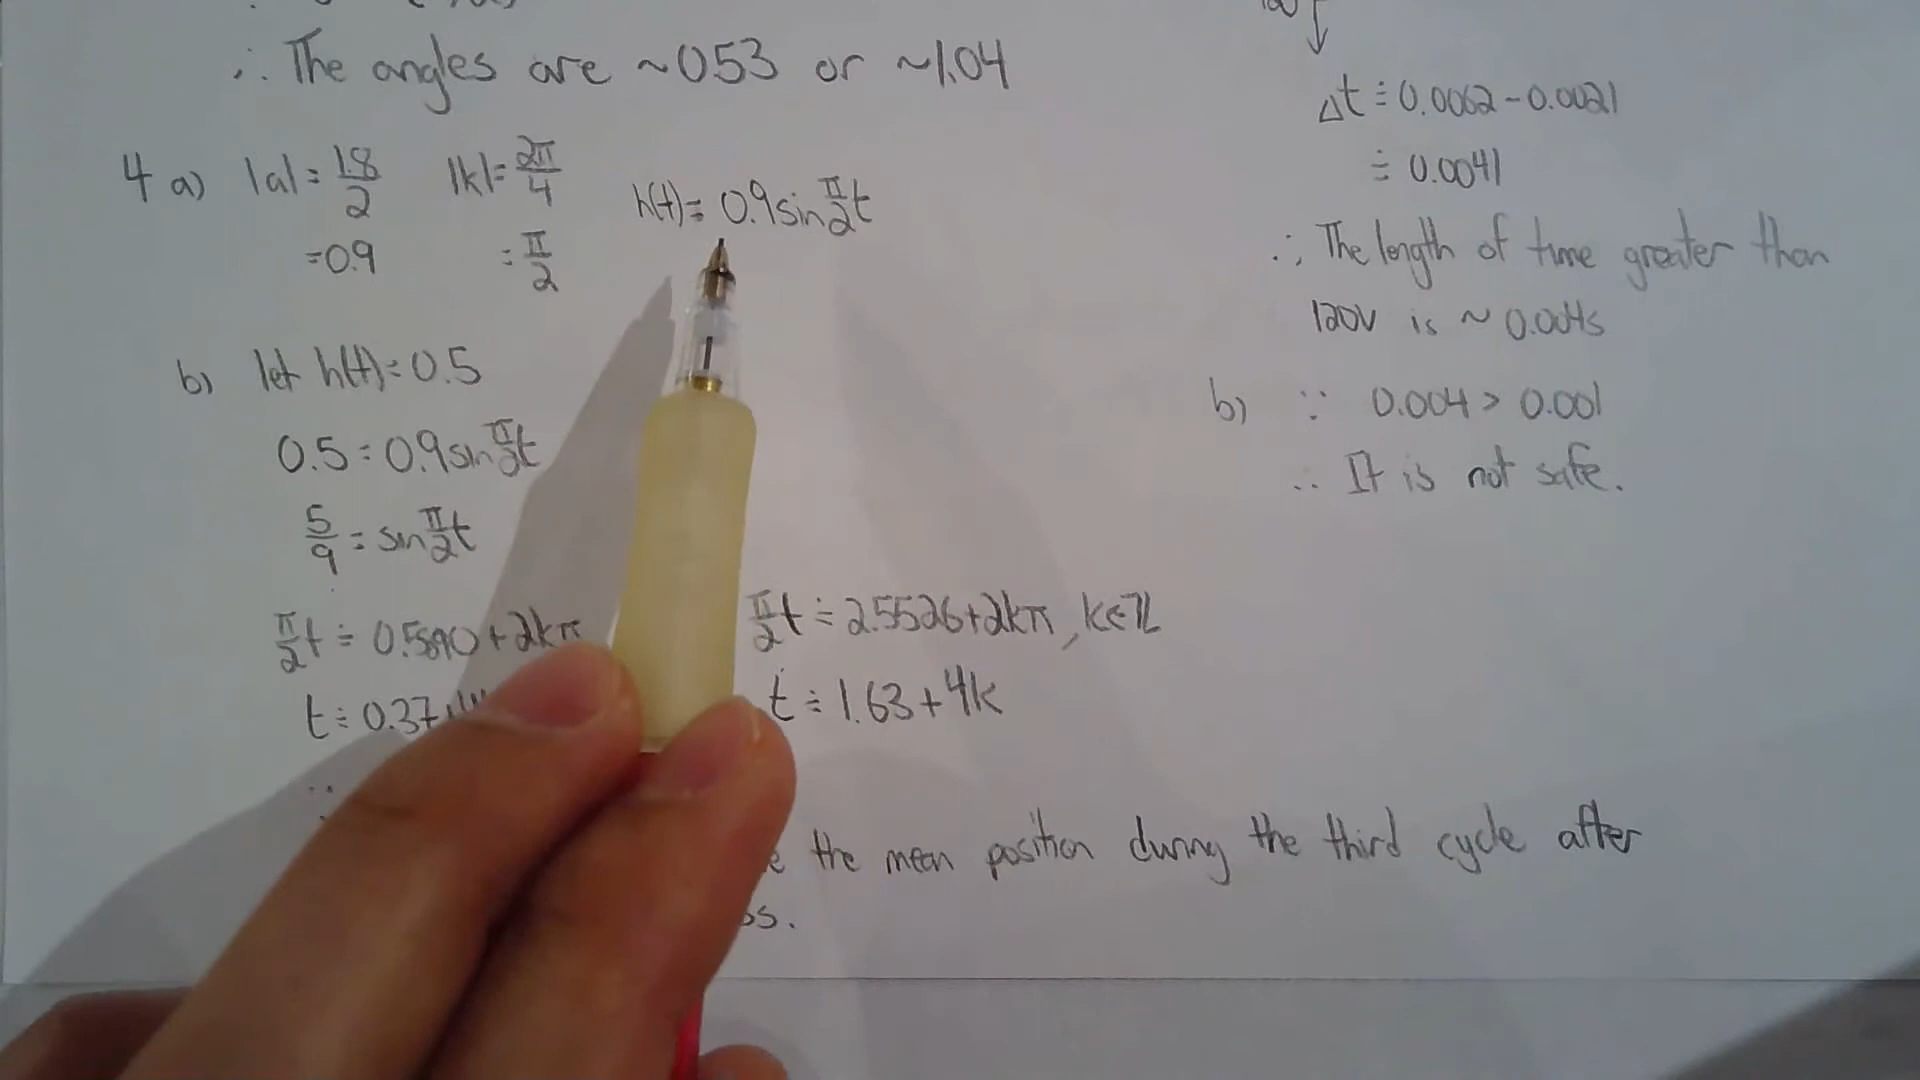 ∴ The angles are ~0.53 or ~1.04
4 a) |a| = 1.8/2 |k| = 2π/4 h(t) = 0.9 sin π/2 t
= 0.9 = π/2
b) let h(t) = 0.5
0.5 = 0.9 sin π/2 t
5/9 = sin π/2 t
π/2 t ≐ 0.5890 + 2kπ π/2 t ≐ 2.5526 + 2kπ, k∈ℤ
t ≐ 0.37 t ≐ 1.63 + 4k
the mean position during the third cycle after
Δt ≐ 0.0062 - 0.0021
≐ 0.0041
∴ The length of time greater than
120V is ~ 0.004s
b) ∵ 0.004 > 0.001
∴ It is not safe.